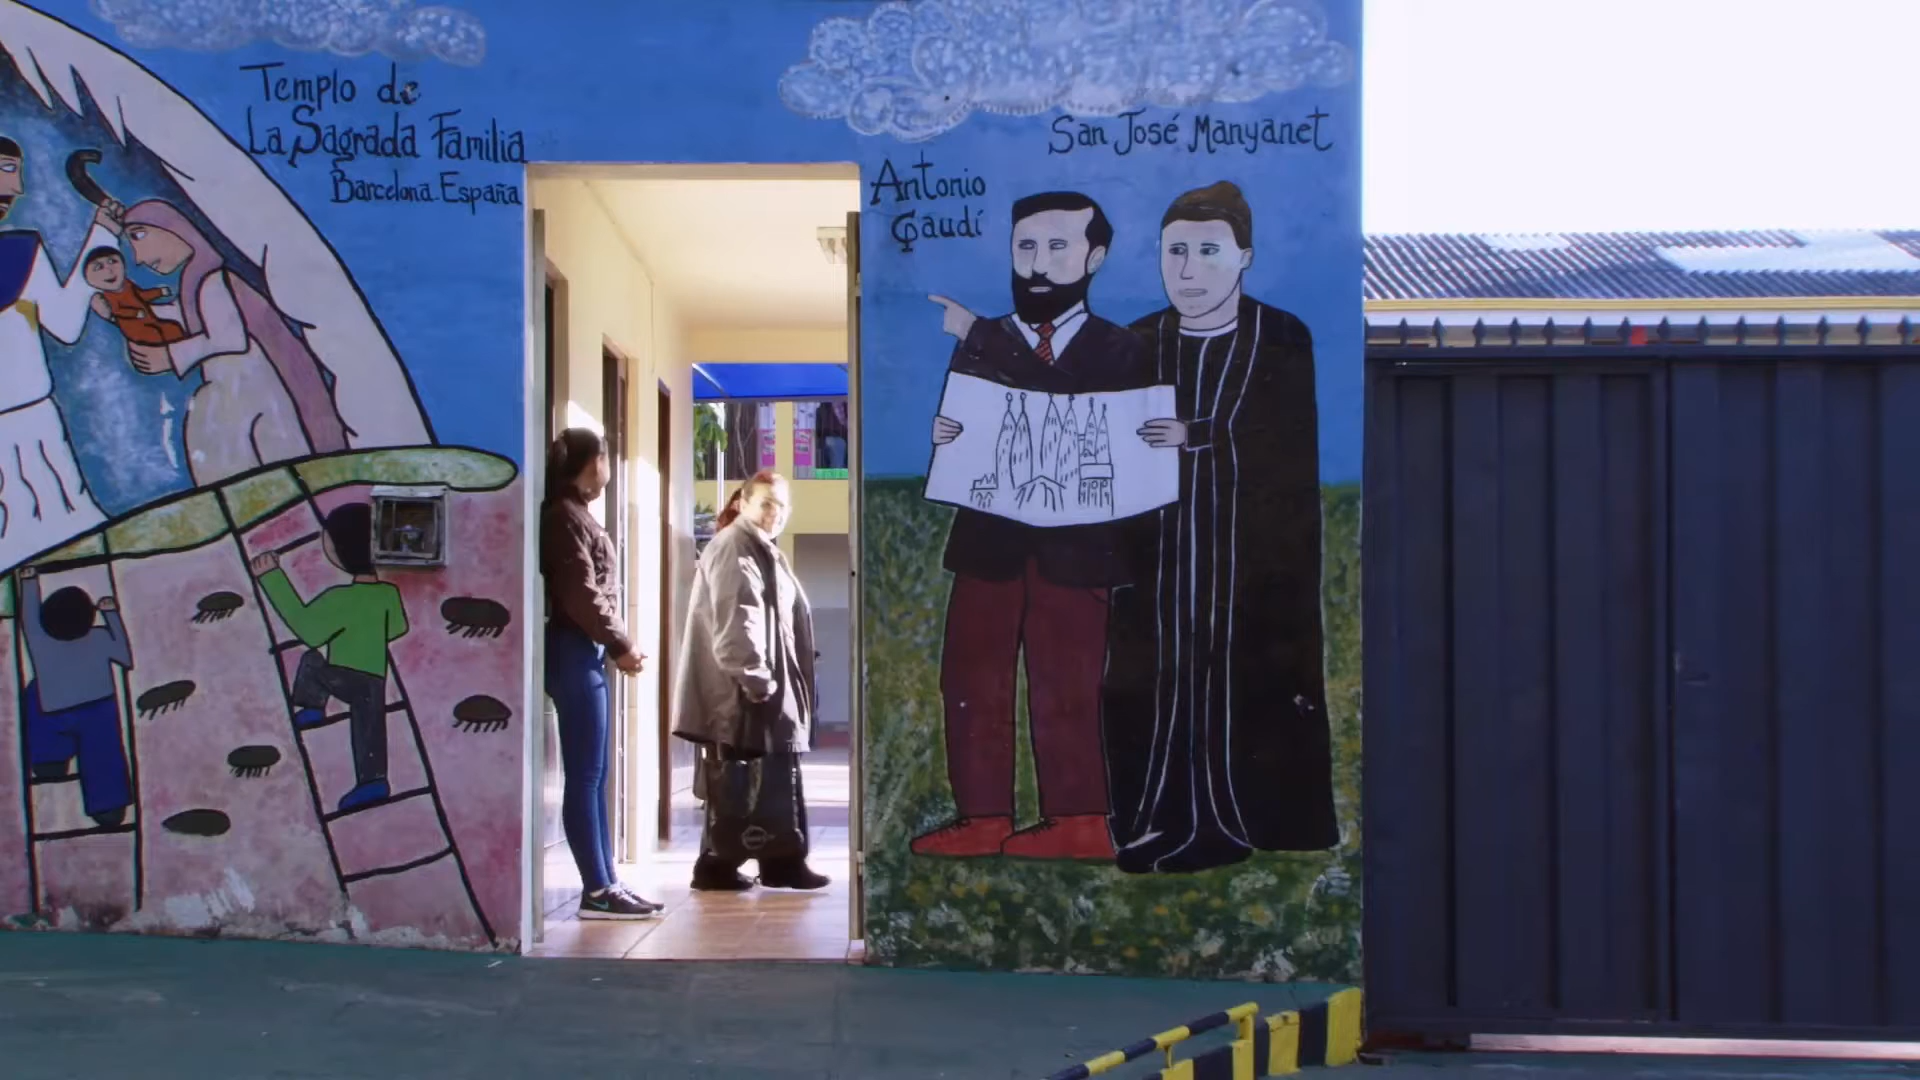 Templo de
La Sagrada Familia
Barcelona-España
San José Manyanet
Antonio
Gaudí